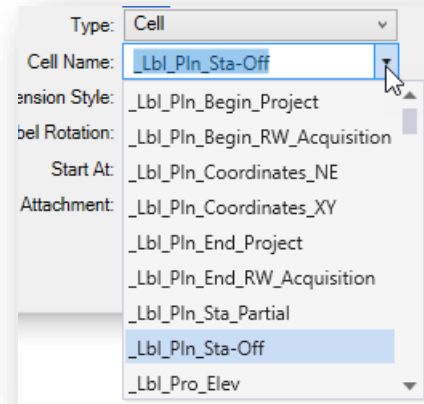 Type: Cell
Cell Name: _Lbl_Pln_Sta-Off
ension Style: _Lbl_Pln_Begin_Project
bel Rotation: _Lbl_Pln_Begin_RW_Acquisition
Start At: _Lbl_Pln_Coordinates_NE
Attachment: _Lbl_Pln_Coordinates_XY
_Lbl_Pln_End_Project
_Lbl_Pln_End_RW_Acquisition
_Lbl_Pln_Sta_Partial
_Lbl_Pln_Sta-Off
_Lbl_Pro_Elev